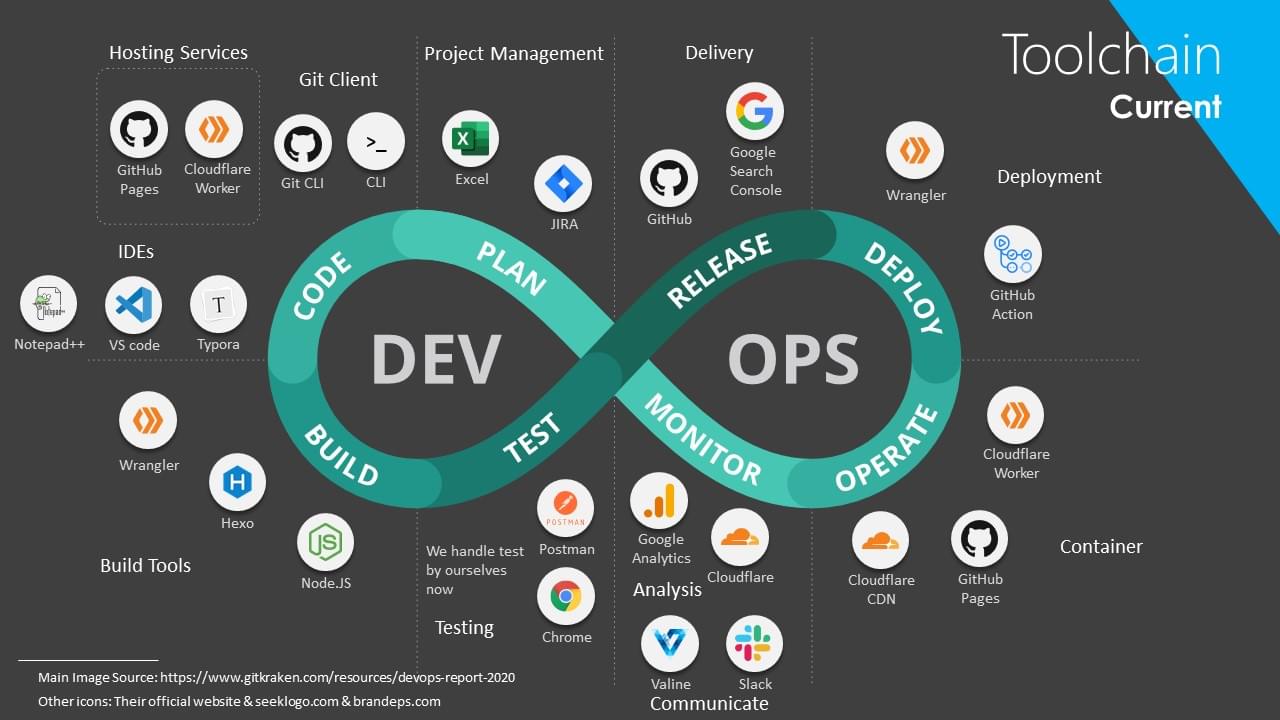 Toolchain
Current
Hosting Services
GitHub
Pages
Cloudflare
Worker
Git Client
Git CLI
>_
CLI
Project Management
X
Excel
JIRA
Delivery
GitHub
Google
Search
Console
Wrangler
Deployment
GitHub
Action
IDEs
Notepad++
VS code
T
Typora
CODE
PLAN
RELEASE
DEPLOY
DEV
OPS
BUILD
TEST
MONITOR
OPERATE
Wrangler
H
Hexo
JS
Node.JS
Build Tools
We handle test
by ourselves
now
Testing
POSTMAN
Postman
Chrome
Google
Analytics
Cloudflare
Analysis
Valine
Slack
Communicate
Cloudflare
Worker
Cloudflare
CDN
GitHub
Pages
Container
Main Image Source: https://www.gitkraken.com/resources/devops-report-2020
Other icons: Their official website & seeklogo.com & brandeps.com